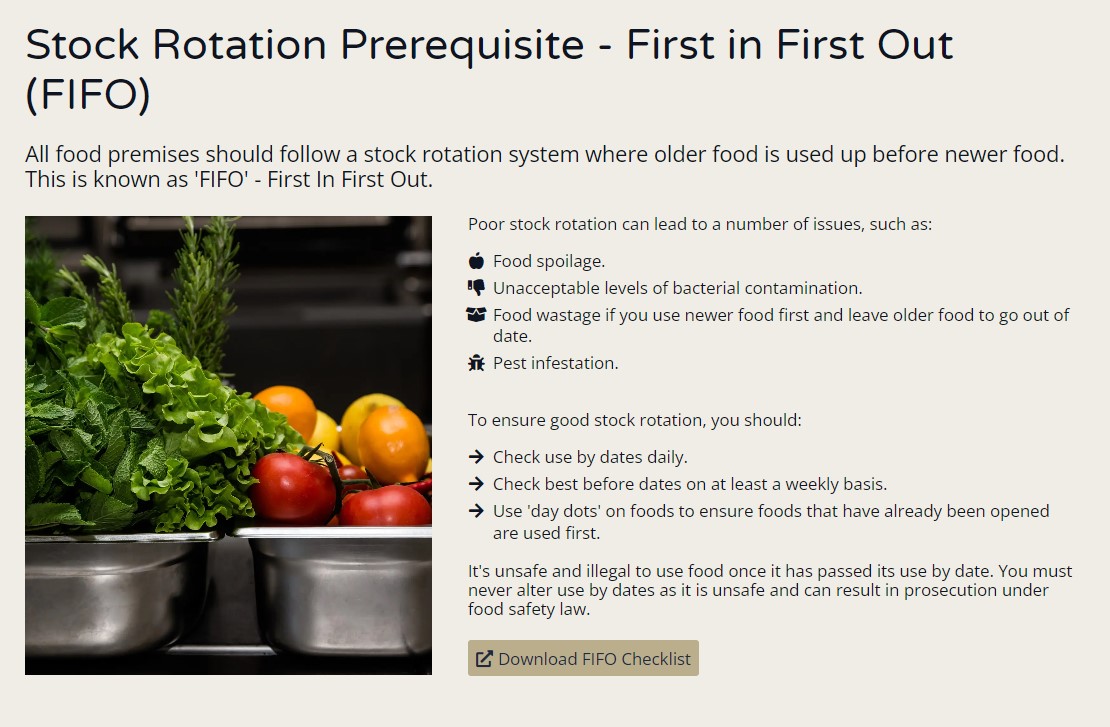 Stock Rotation Prerequisite - First in First Out
(FIFO)
All food premises should follow a stock rotation system where older food is used up before newer food.
This is known as 'FIFO' - First In First Out.
Poor stock rotation can lead to a number of issues, such as:
Food spoilage.
Unacceptable levels of bacterial contamination.
Food wastage if you use newer food first and leave older food to go out of
date.
Pest infestation.
To ensure good stock rotation, you should:
Check use by dates daily.
Check best before dates on at least a weekly basis.
Use 'day dots' on foods to ensure foods that have already been opened
are used first.
It's unsafe and illegal to use food once it has passed its use by date. You must
never alter use by dates as it is unsafe and can result in prosecution under
food safety law.
Download FIFO Checklist